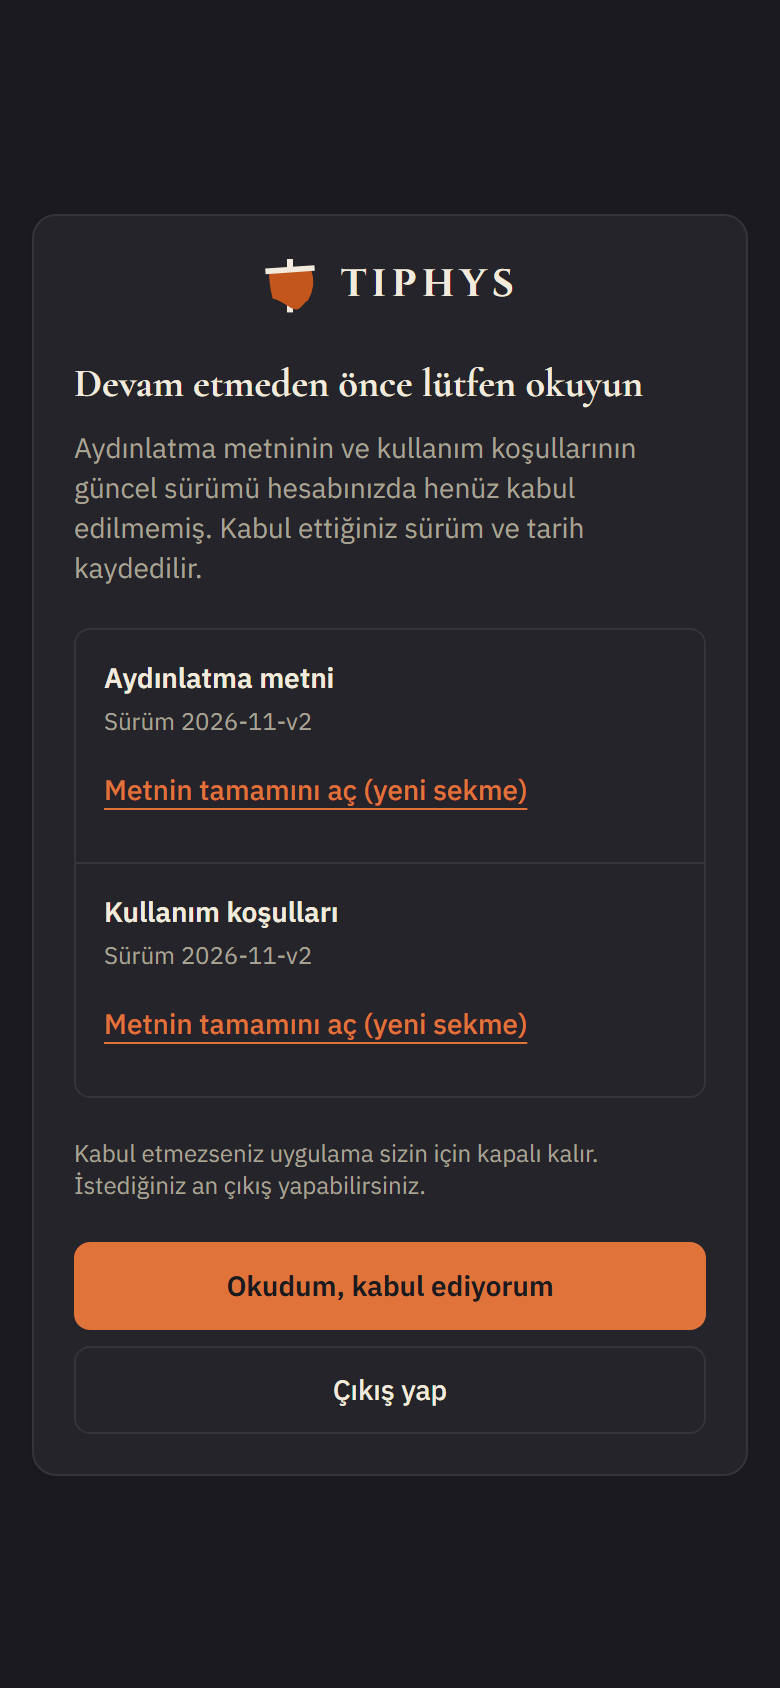 TIPHYS
Devam etmeden önce lütfen okuyun
Aydınlatma metninin ve kullanım koşullarının
güncel sürümü hesabınızda henüz kabul
edilmemiş. Kabul ettiğiniz sürüm ve tarih
kaydedilir.
Aydınlatma metni
Sürüm 2026-11-v2
Metnin tamamını aç (yeni sekme)
Kullanım koşulları
Sürüm 2026-11-v2
Metnin tamamını aç (yeni sekme)
Kabul etmezseniz uygulama sizin için kapalı kalır.
İstediğiniz an çıkış yapabilirsiniz.
Okudum, kabul ediyorum
Çıkış yap